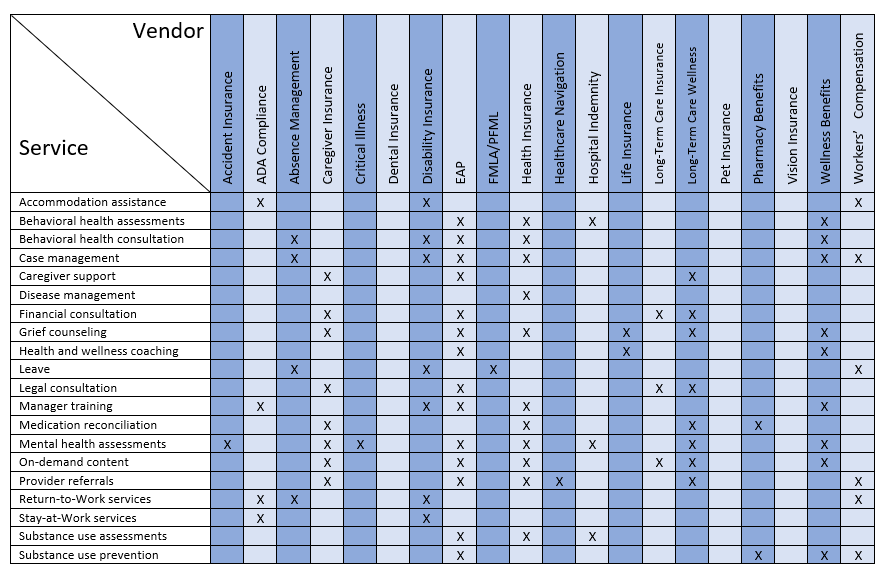 Vendor
Service
Accident Insurance
ADA Compliance
Absence Management
Caregiver Insurance
Critical Illness
Dental Insurance
Disability Insurance
EAP
FMLA/PFML
Health Insurance
Healthcare Navigation
Hospital Indemnity
Life Insurance
Long-Term Care Insurance
Long-Term Care Wellness
Pet Insurance
Pharmacy Benefits
Vision Insurance
Wellness Benefits
Workers' Compensation
Accommodation assistance X X X
Behavioral health assessments X X X X
Behavioral health consultation X X X X X
Case management X X X X X X
Caregiver support X X X
Disease management X
Financial consultation X X X X
Grief counseling X X X X X X
Health and wellness coaching X X X
Leave X X X X
Legal consultation X X X X
Manager training X X X X X
Medication reconciliation X X X X
Mental health assessments X X X X X X X X
On-demand content X X X X X X
Provider referrals X X X X X X
Return-to-Work services X X X X
Stay-at-Work services X X
Substance use assessments X X X
Substance use prevention X X X X